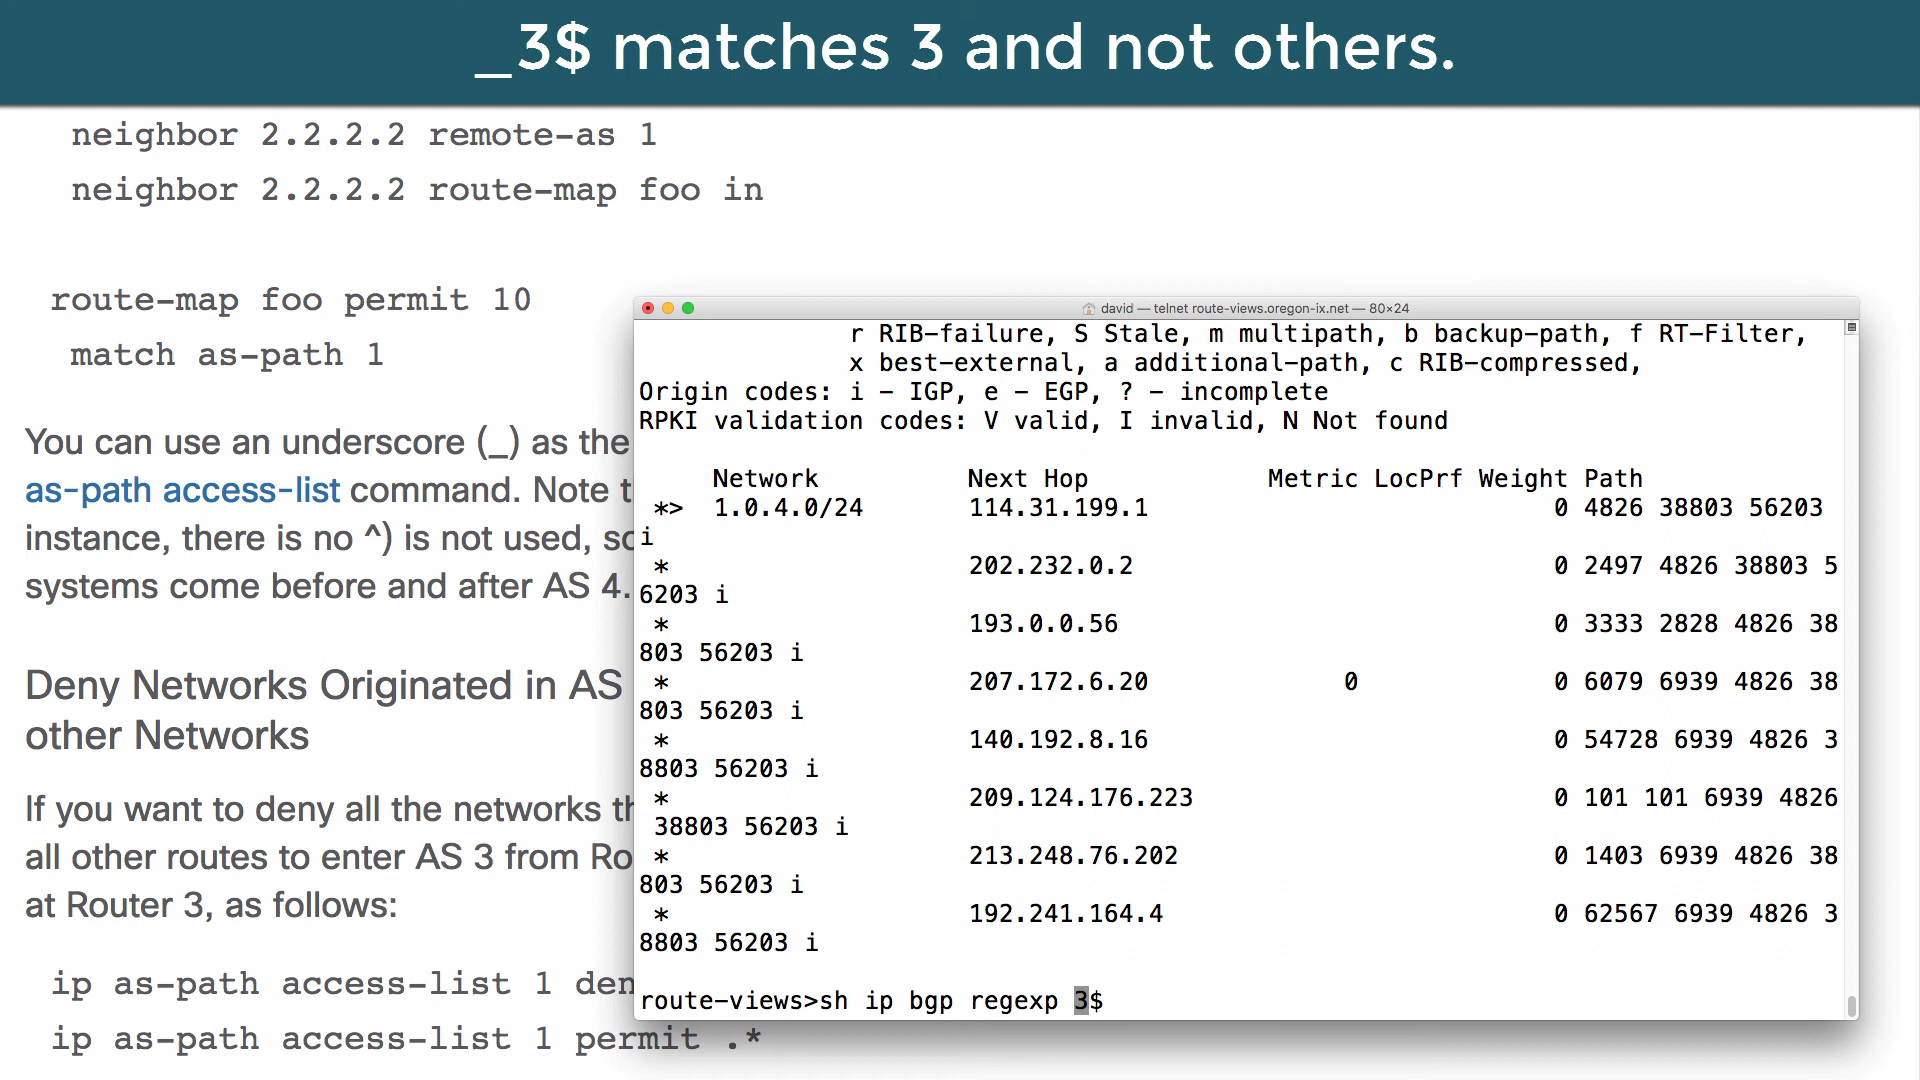 _3$ matches 3 and not others.
neighbor 2.2.2.2 remote-as 1
neighbor 2.2.2.2 route-map foo in
route-map foo permit 10
match as-path 1
You can use an underscore (_) as the
as-path access-list command. Note t
instance, there is no ^) is not used, so
systems come before and after AS 4.
Deny Networks Originated in AS
other Networks
If you want to deny all the networks th
all other routes to enter AS 3 from Ro
at Router 3, as follows:
ip as-path access-list 1 den
ip as-path access-list 1 permit .*
david — telnet route-views.oregon-ix.net — 80×24
r RIB-failure, S Stale, m multipath, b backup-path, f RT-Filter,
x best-external, a additional-path, c RIB-compressed,
Origin codes: i - IGP, e - EGP, ? - incomplete
RPKI validation codes: V valid, I invalid, N Not found
Network Next Hop Metric LocPrf Weight Path
*> 1.0.4.0/24 114.31.199.1 0 4826 38803 56203
i
* 202.232.0.2 0 2497 4826 38803 5
6203 i
* 193.0.0.56 0 3333 2828 4826 38
803 56203 i
* 207.172.6.20 0 0 6079 6939 4826 38
803 56203 i
* 140.192.8.16 0 54728 6939 4826 3
8803 56203 i
* 209.124.176.223 0 101 101 6939 4826
38803 56203 i
* 213.248.76.202 0 1403 6939 4826 38
803 56203 i
* 192.241.164.4 0 62567 6939 4826 3
8803 56203 i
route-views>sh ip bgp regexp 3$